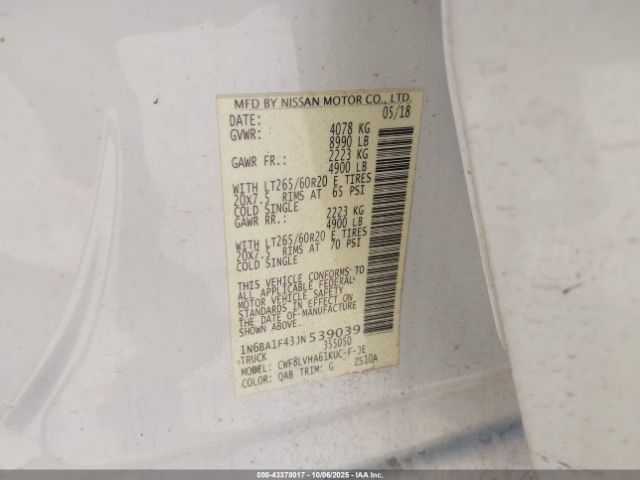 MFD BY NISSAN MOTOR CO., LTD.
DATE: 05/18
GVWR: 4078 KG
8990 LB
GAWR FR.: 2223 KG
4900 LB
WITH LT265/60R20 E TIRES
20X7.5 RIMS AT 65 PSI
COLD SINGLE
GAWR RR.: 2223 KG
4900 LB
WITH LT265/60R20 E TIRES
20X7.5 RIMS AT 70 PSI
COLD SINGLE
THIS VEHICLE CONFORMS TO
ALL APPLICABLE FEDERAL
MOTOR VEHICLE SAFETY
STANDARDS IN EFFECT ON
THE DATE OF MANUFACTURE
SHOWN ABOVE.
1N6BA1F43JN539039
TRUCK 355050
MODEL: CWF8LVHA61KUC-F-JE
COLOR: QAB TRIM: G ZS10A
000-43378017 - 10/06/2025 - IAA Inc.